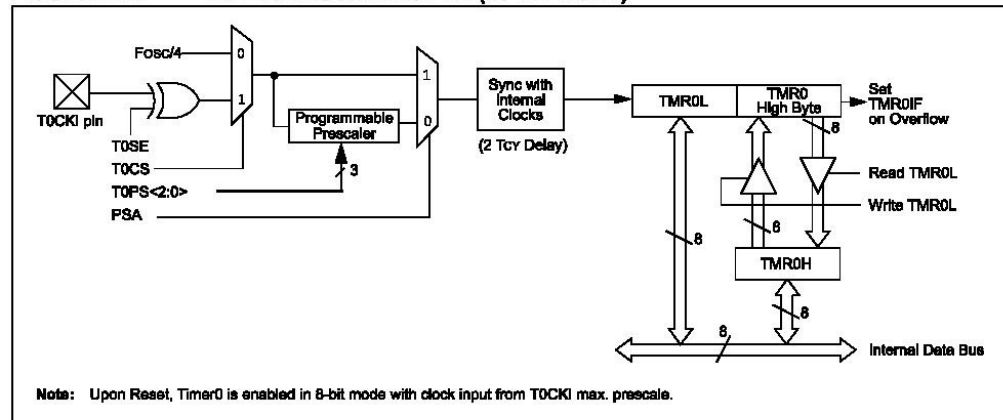 Fosc/4
0
1
T0CKI pin
T0SE
T0CS
T0PS<2:0>
PSA
Programmable
Prescaler
3
1
0
Sync with
Internal
Clocks
(2 TCY Delay)
TMR0L
TMR0
High Byte
Set
TMR0IF
on Overflow
8
Read TMR0L
Write TMR0L
8
8
TMR0H
8
8
Internal Data Bus
Note: Upon Reset, Timer0 is enabled in 8-bit mode with clock input from T0CKI max. prescale.